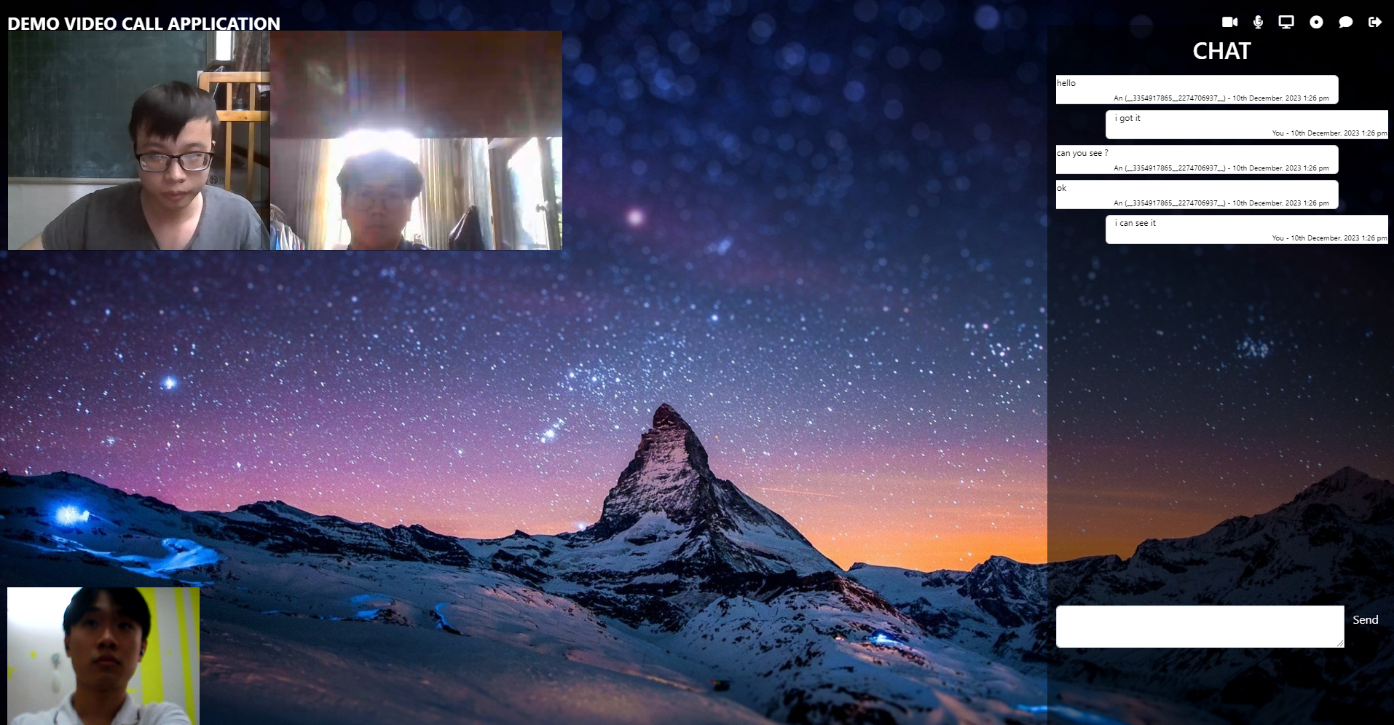 DEMO VIDEO CALL APPLICATION
CHAT
hello
An (__3354917865__2274706937__) - 10th December, 2023 1:26 pm
i got it
You - 10th December, 2023 1:26 pm
can you see ?
An (__3354917865__2274706937__) - 10th December, 2023 1:26 pm
ok
An (__3354917865__2274706937__) - 10th December, 2023 1:26 pm
i can see it
You - 10th December, 2023 1:26 pm
Send